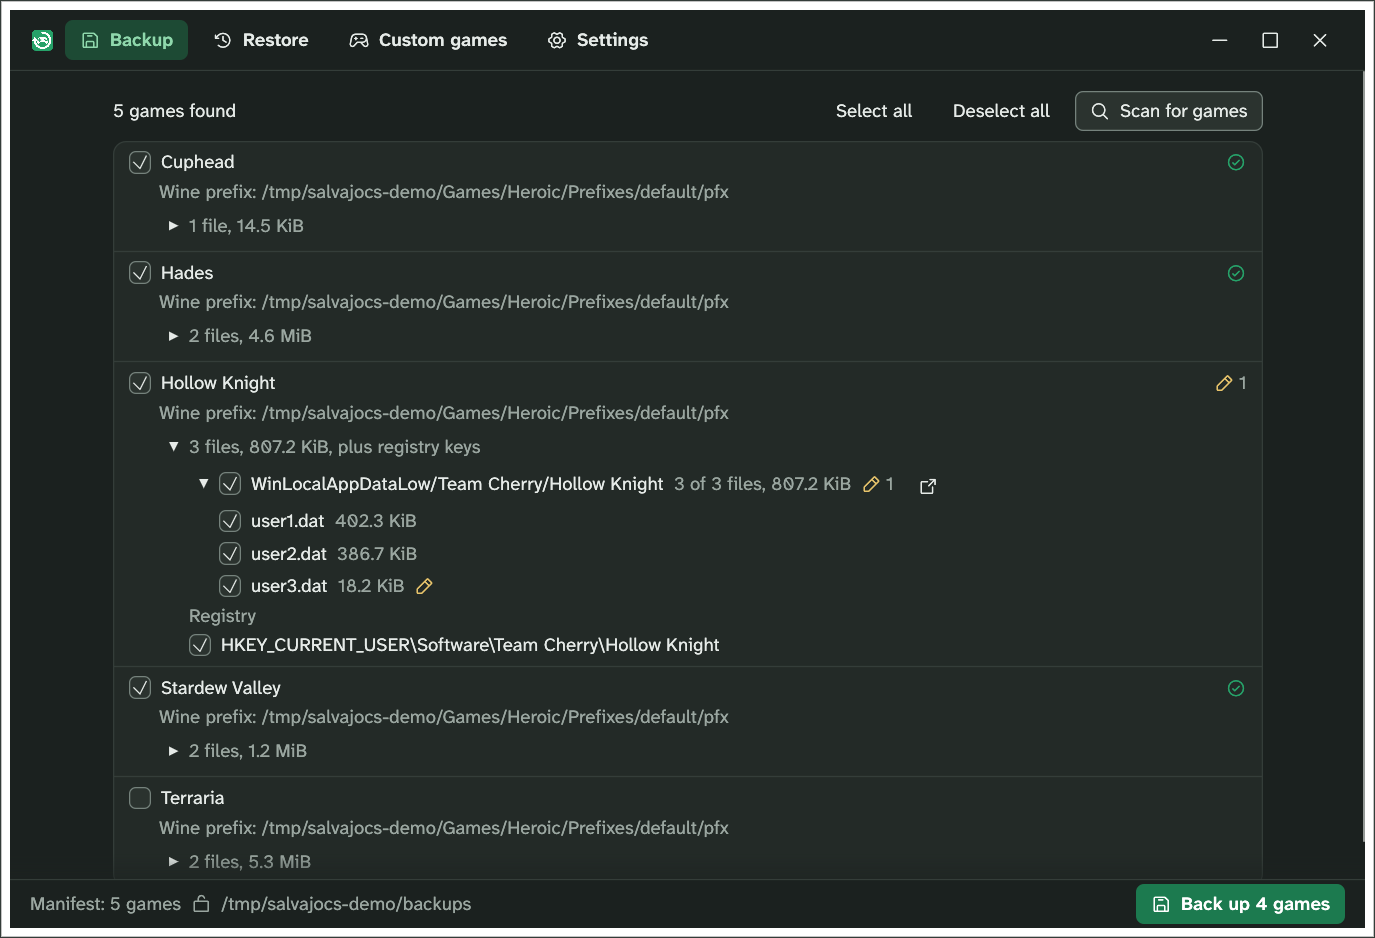 Backup
Restore
Custom games
Settings
5 games found
Select all
Deselect all
Scan for games
Cuphead
Wine prefix: /tmp/salvajocs-demo/Games/Heroic/Prefixes/default/pfx
1 file, 14.5 KiB
Hades
Wine prefix: /tmp/salvajocs-demo/Games/Heroic/Prefixes/default/pfx
2 files, 4.6 MiB
Hollow Knight
1
Wine prefix: /tmp/salvajocs-demo/Games/Heroic/Prefixes/default/pfx
3 files, 807.2 KiB, plus registry keys
WinLocalAppDataLow/Team Cherry/Hollow Knight 3 of 3 files, 807.2 KiB 1
user1.dat 402.3 KiB
user2.dat 386.7 KiB
user3.dat 18.2 KiB
Registry
HKEY_CURRENT_USER\Software\Team Cherry\Hollow Knight
Stardew Valley
Wine prefix: /tmp/salvajocs-demo/Games/Heroic/Prefixes/default/pfx
2 files, 1.2 MiB
Terraria
Wine prefix: /tmp/salvajocs-demo/Games/Heroic/Prefixes/default/pfx
2 files, 5.3 MiB
Manifest: 5 games
/tmp/salvajocs-demo/backups
Back up 4 games